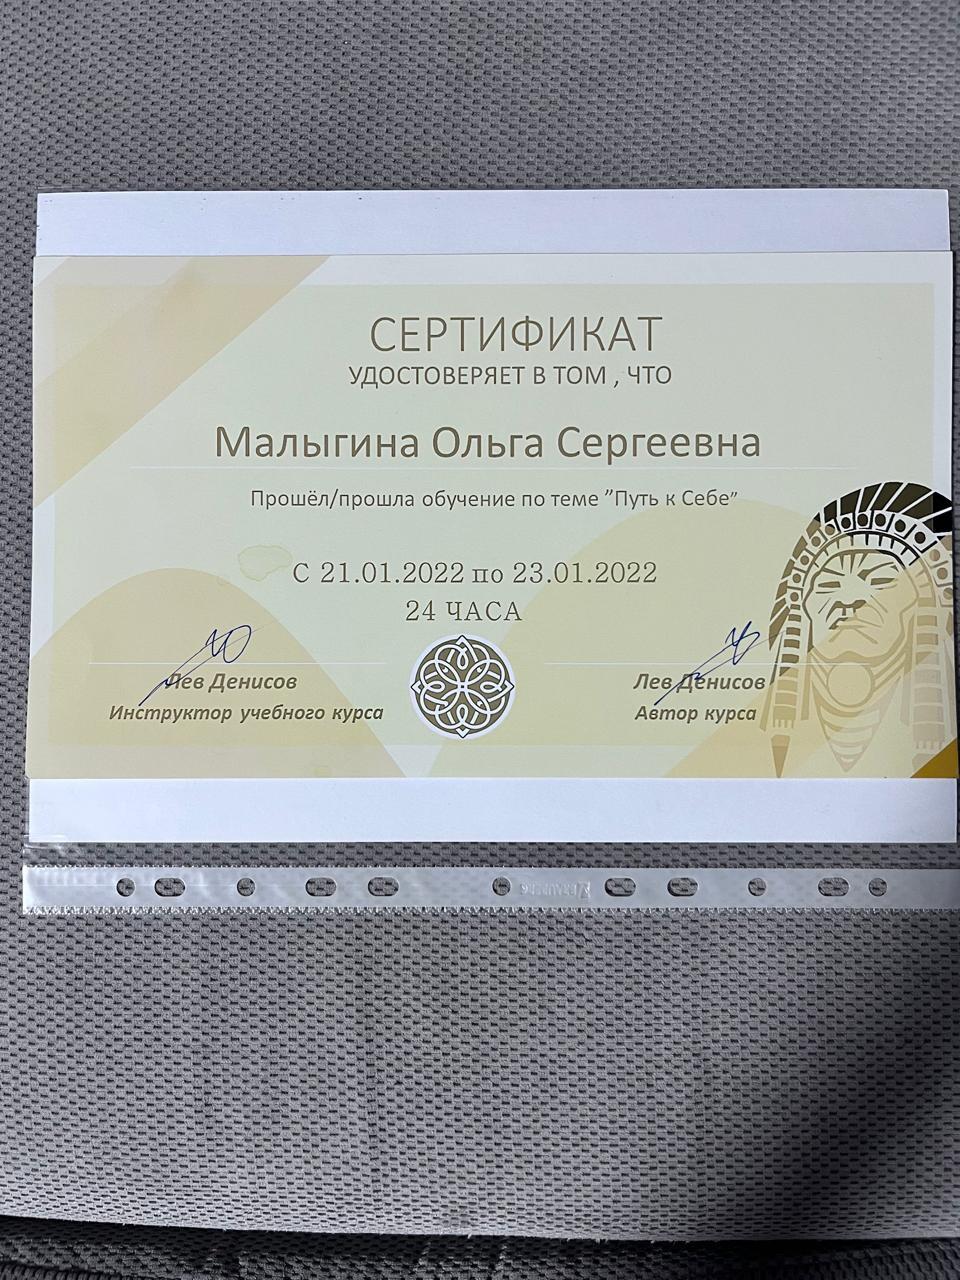 СЕРТИФИКАТ
УДОСТОВЕРЯЕТ В ТОМ , ЧТО
Малыгина Ольга Сергеевна
Прошёл/прошла обучение по теме ”Путь к Себе”
С 21.01.2022 по 23.01.2022
24 ЧАСА
Лев Денисов
Инструктор учебного курса
Лев Денисов
Автор курса